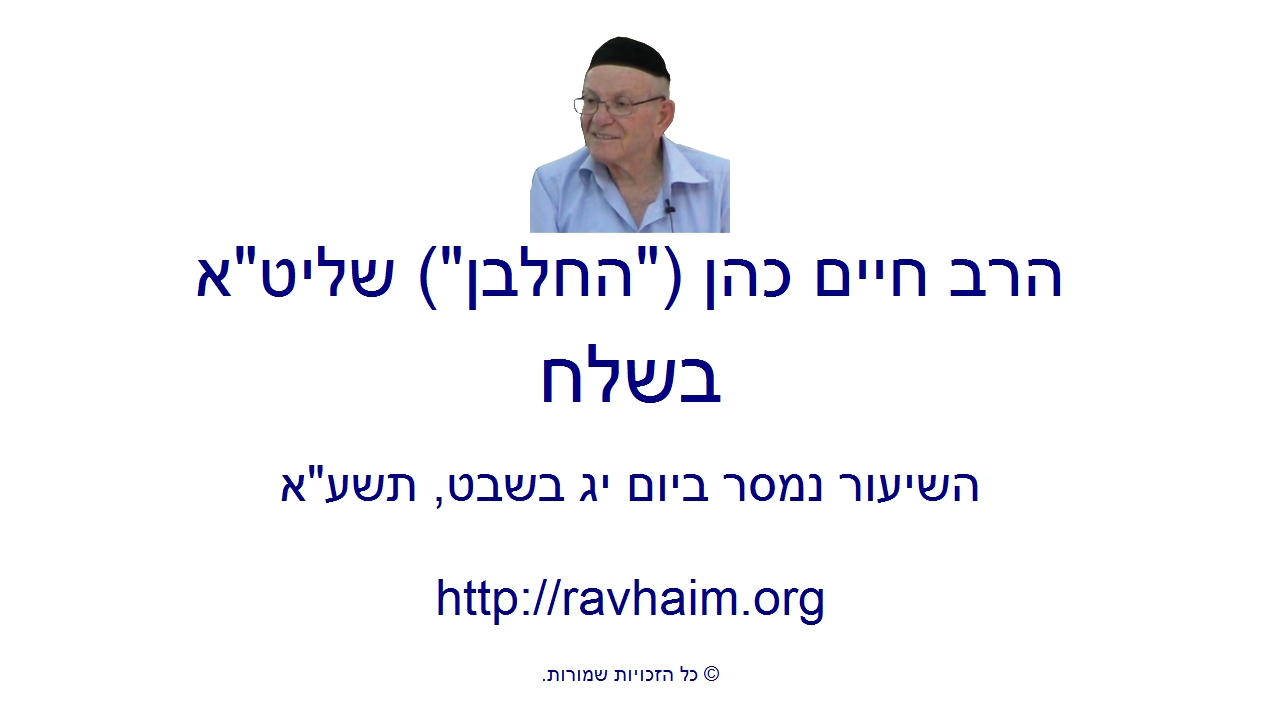 הרב חיים כהן ("החלבן") שליט"א
בשלח
השיעור נמסר ביום יג בשבט, תשע"א
http://ravhaim.org
© כל הזכויות שמורות.